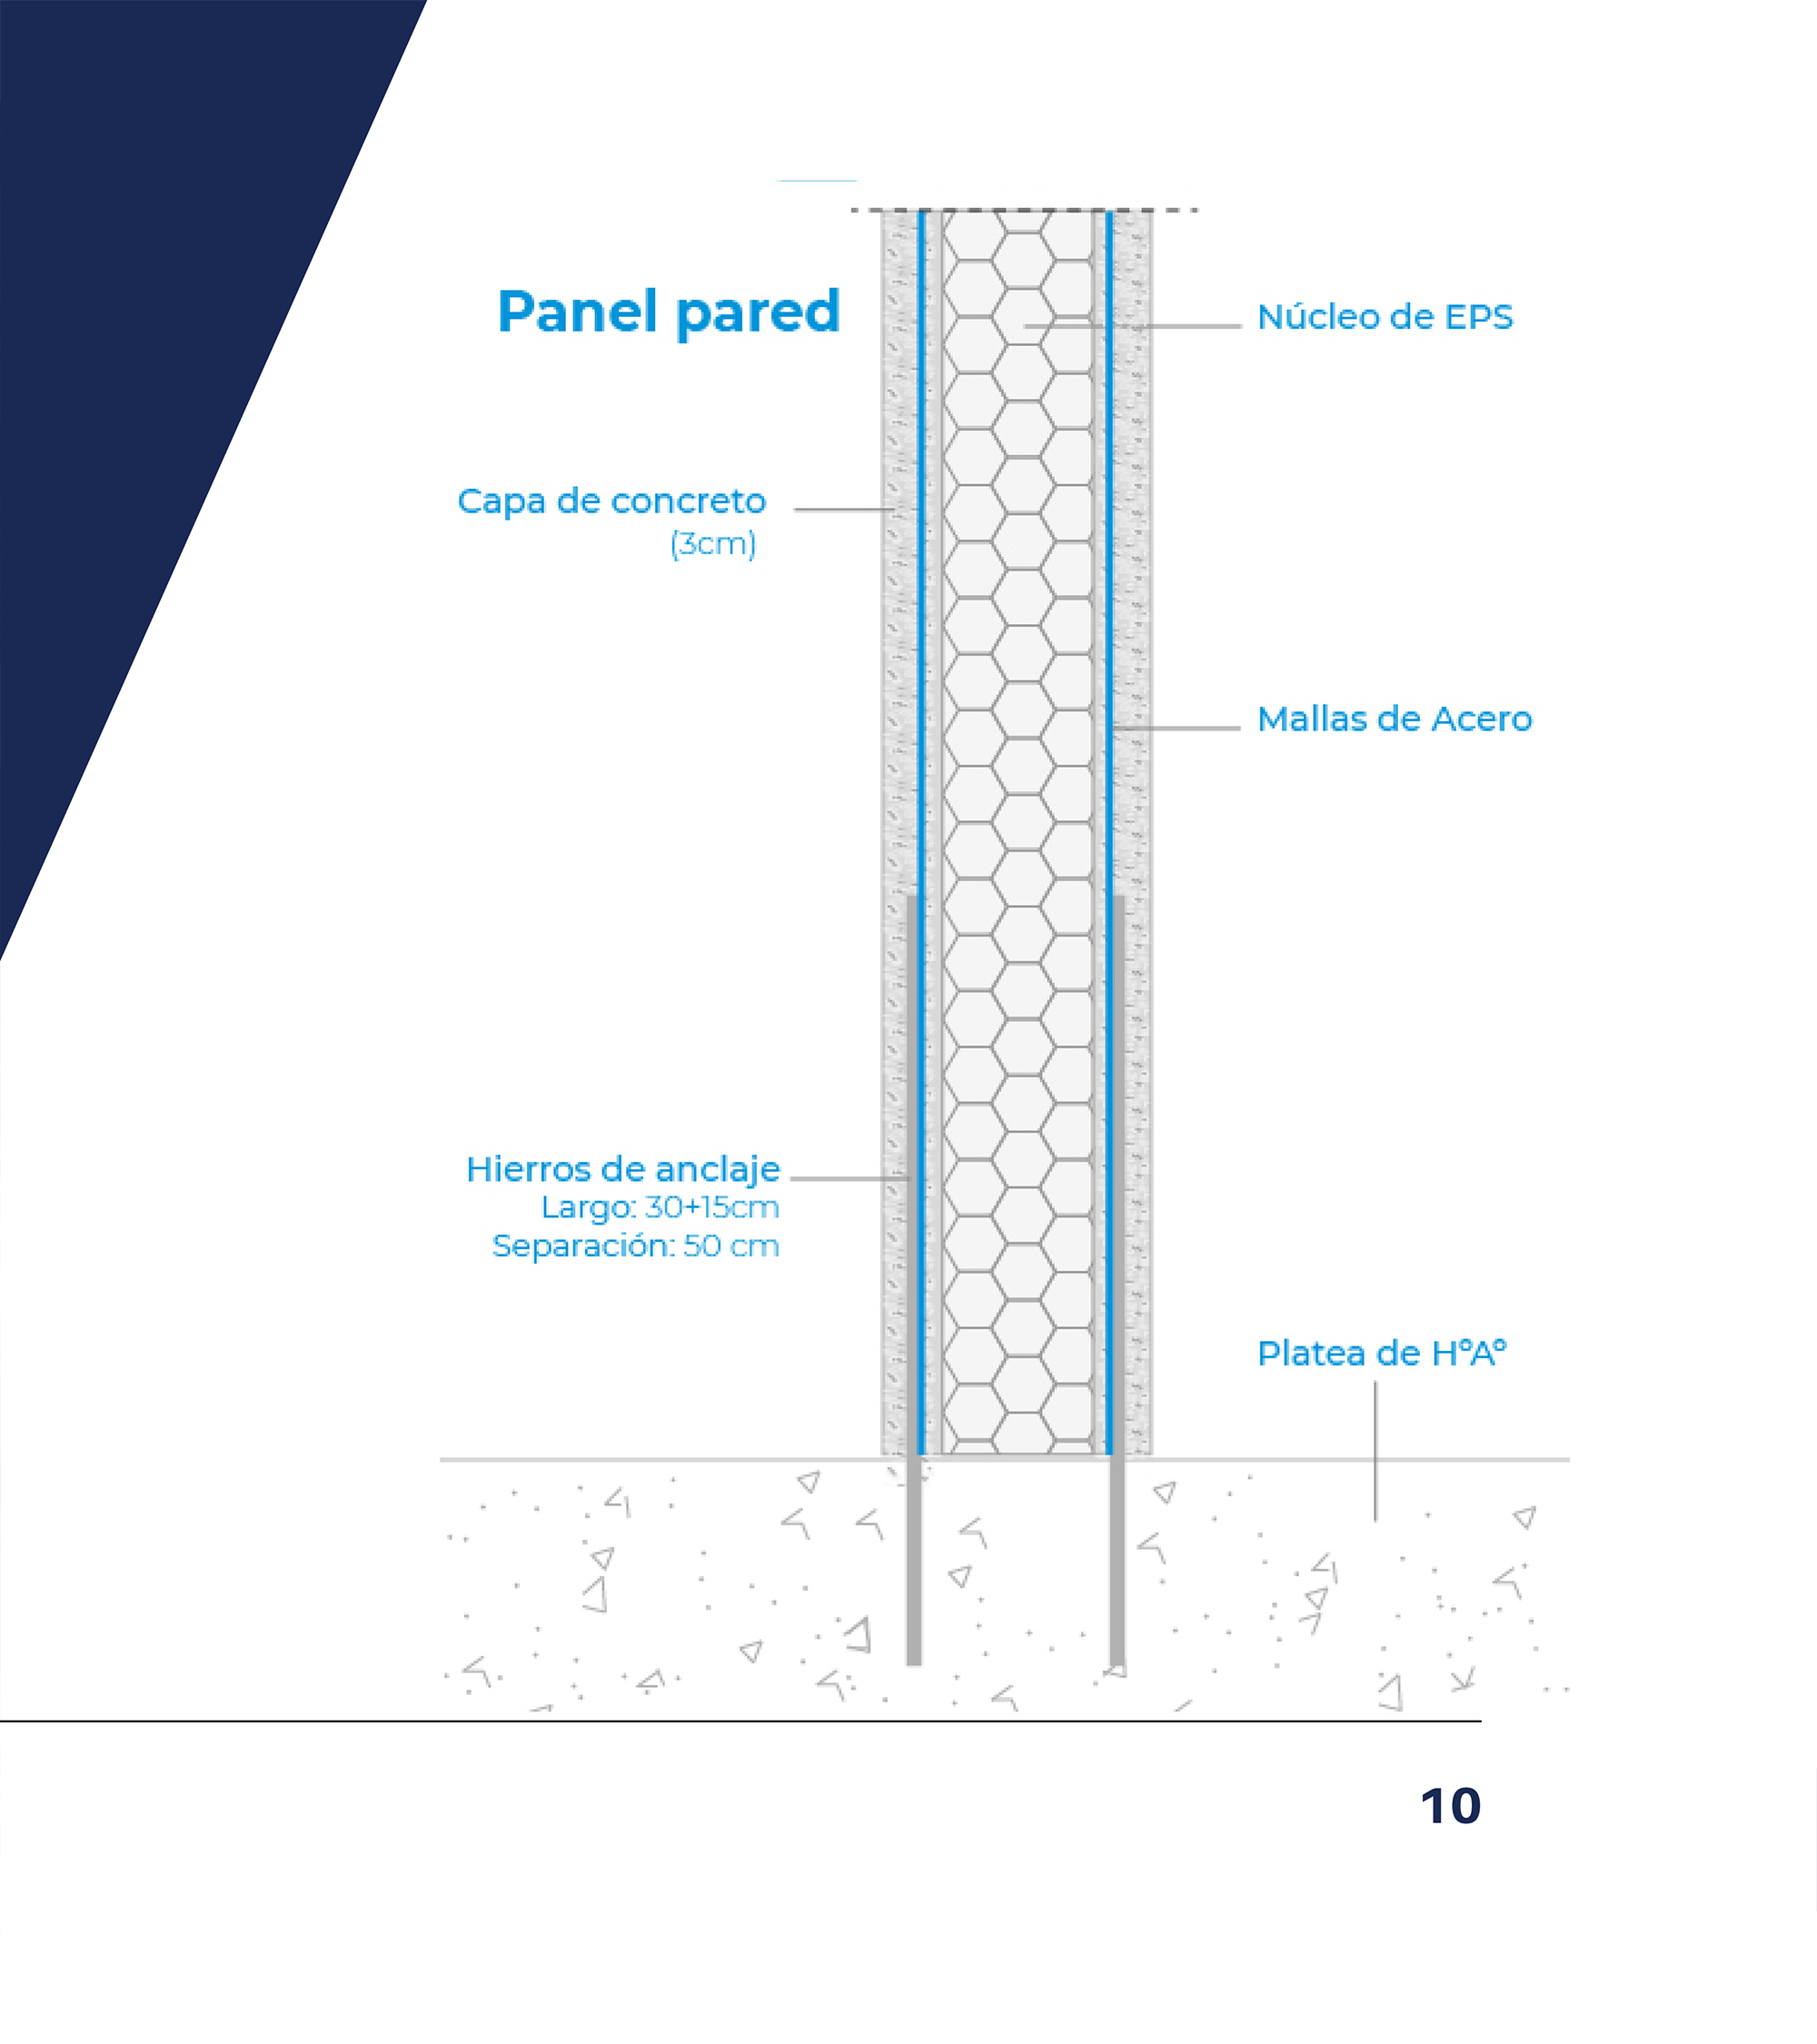 Panel pared
Núcleo de EPS
Capa de concreto
(3cm)
Mallas de Acero
Hierros de anclaje
Largo: 30+15cm
Separación: 50 cm
Platea de H°A°
10